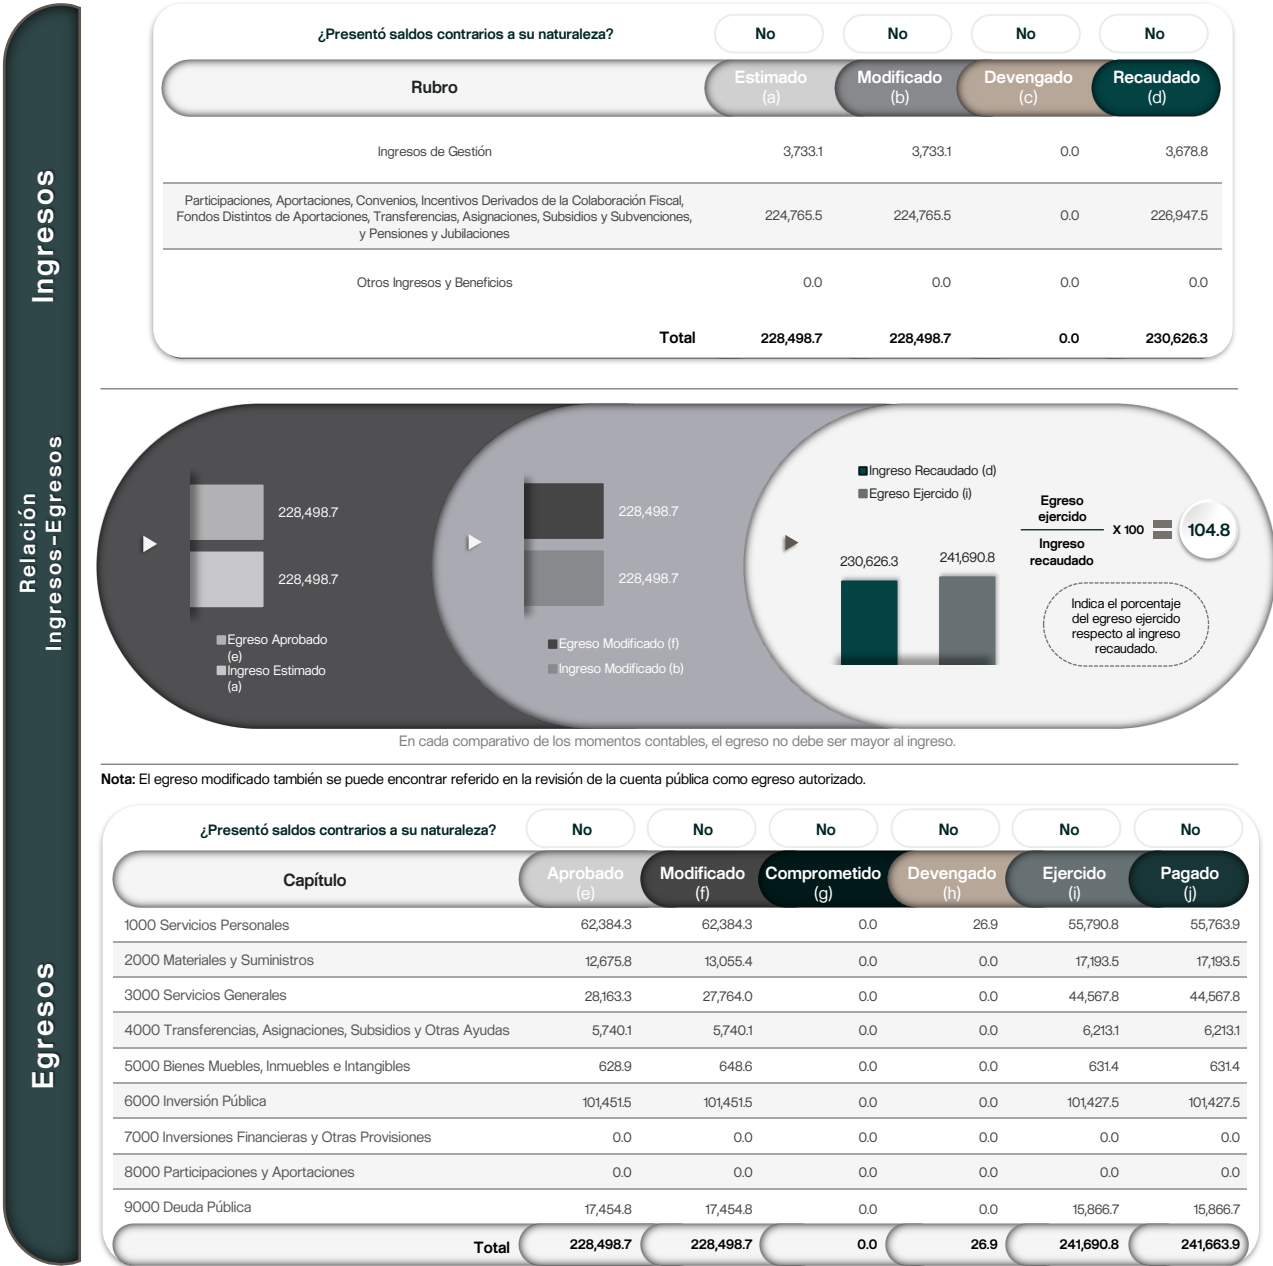 Ingresos
¿Presentó saldos contrarios a su naturaleza? No No No No
Rubro Estimado (a) Modificado (b) Devengado (c) Recaudado (d)
Ingresos de Gestión 3,733.1 3,733.1 0.0 3,678.8
Participaciones, Aportaciones, Convenios, Incentivos Derivados de la Colaboración Fiscal,
Fondos Distintos de Aportaciones, Transferencias, Asignaciones, Subsidios y Subvenciones, 224,765.5 224,765.5 0.0 226,947.5
y Pensiones y Jubilaciones
Otros Ingresos y Beneficios 0.0 0.0 0.0 0.0
Total 228,498.7 228,498.7 0.0 230,626.3
Relación
Ingresos-Egresos
228,498.7
228,498.7
Egreso Aprobado
(e)
Ingreso Estimado
(a)
228,498.7
228,498.7
Egreso Modificado (f)
Ingreso Modificado (b)
Ingreso Recaudado (d)
Egreso Ejercido (i)
230,626.3 241,690.8
Egreso
ejercido
Ingreso
recaudado
X 100 = 104.8
Indica el porcentaje
del egreso ejercido
respecto al ingreso
recaudado.
En cada comparativo de los momentos contables, el egreso no debe ser mayor al ingreso.
Nota: El egreso modificado también se puede encontrar referido en la revisión de la cuenta pública como egreso autorizado.
Egresos
¿Presentó saldos contrarios a su naturaleza? No No No No No No
Capítulo Aprobado (e) Modificado (f) Comprometido (g) Devengado (h) Ejercido (i) Pagado (j)
1000 Servicios Personales 62,384.3 62,384.3 0.0 26.9 55,790.8 55,763.9
2000 Materiales y Suministros 12,675.8 13,055.4 0.0 0.0 17,193.5 17,193.5
3000 Servicios Generales 28,163.3 27,764.0 0.0 0.0 44,567.8 44,567.8
4000 Transferencias, Asignaciones, Subsidios y Otras Ayudas 5,740.1 5,740.1 0.0 0.0 6,213.1 6,213.1
5000 Bienes Muebles, Inmuebles e Intangibles 628.9 648.6 0.0 0.0 631.4 631.4
6000 Inversión Pública 101,451.5 101,451.5 0.0 0.0 101,427.5 101,427.5
7000 Inversiones Financieras y Otras Provisiones 0.0 0.0 0.0 0.0 0.0 0.0
8000 Participaciones y Aportaciones 0.0 0.0 0.0 0.0 0.0 0.0
9000 Deuda Pública 17,454.8 17,454.8 0.0 0.0 15,866.7 15,866.7
Total 228,498.7 228,498.7 0.0 26.9 241,690.8 241,663.9